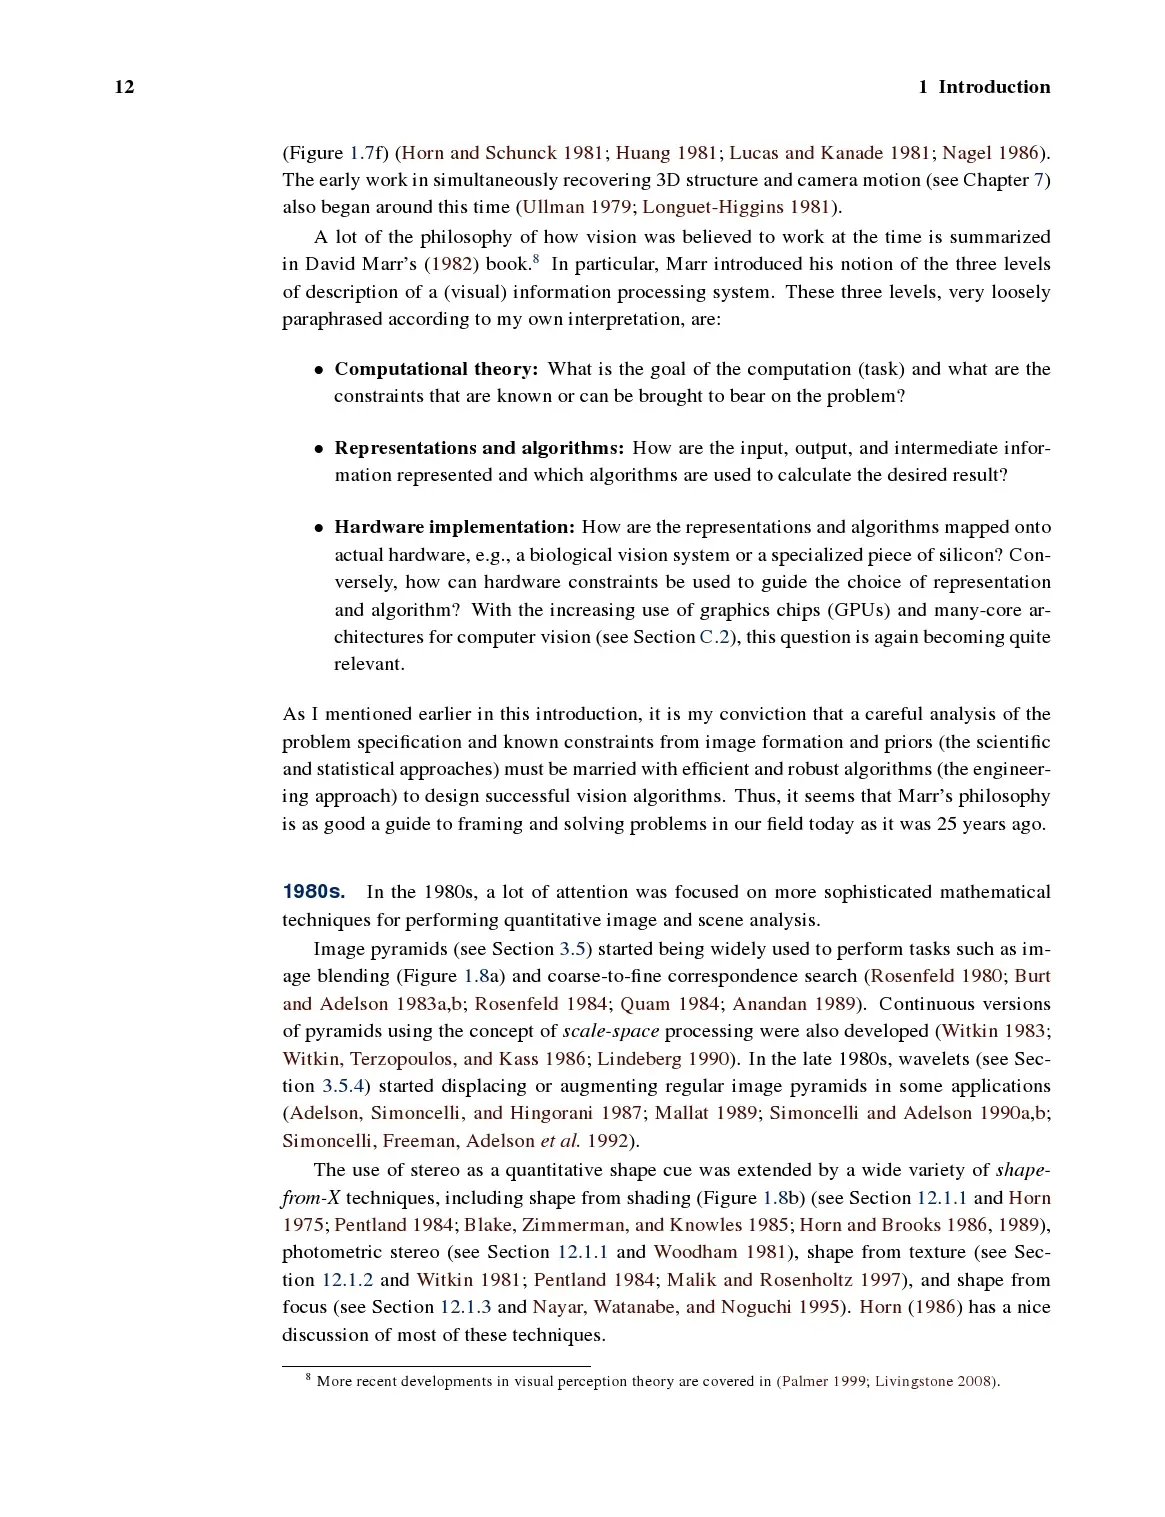 12 1 Introduction
(Figure 1.7f) (Horn and Schunck 1981; Huang 1981; Lucas and Kanade 1981; Nagel 1986).
The early work in simultaneously recovering 3D structure and camera motion (see Chapter 7)
also began around this time (Ullman 1979; Longuet-Higgins 1981).
A lot of the philosophy of how vision was believed to work at the time is summarized
in David Marr’s (1982) book.8 In particular, Marr introduced his notion of the three levels
of description of a (visual) information processing system. These three levels, very loosely
paraphrased according to my own interpretation, are:
• Computational theory: What is the goal of the computation (task) and what are the
constraints that are known or can be brought to bear on the problem?
• Representations and algorithms: How are the input, output, and intermediate infor-
mation represented and which algorithms are used to calculate the desired result?
• Hardware implementation: How are the representations and algorithms mapped onto
actual hardware, e.g., a biological vision system or a specialized piece of silicon? Con-
versely, how can hardware constraints be used to guide the choice of representation
and algorithm? With the increasing use of graphics chips (GPUs) and many-core ar-
chitectures for computer vision (see Section C.2), this question is again becoming quite
relevant.
As I mentioned earlier in this introduction, it is my conviction that a careful analysis of the
problem specification and known constraints from image formation and priors (the scientific
and statistical approaches) must be married with efficient and robust algorithms (the engineer-
ing approach) to design successful vision algorithms. Thus, it seems that Marr’s philosophy
is as good a guide to framing and solving problems in our field today as it was 25 years ago.
1980s. In the 1980s, a lot of attention was focused on more sophisticated mathematical
techniques for performing quantitative image and scene analysis.
Image pyramids (see Section 3.5) started being widely used to perform tasks such as im-
age blending (Figure 1.8a) and coarse-to-fine correspondence search (Rosenfeld 1980; Burt
and Adelson 1983a,b; Rosenfeld 1984; Quam 1984; Anandan 1989). Continuous versions
of pyramids using the concept of scale-space processing were also developed (Witkin 1983;
Witkin, Terzopoulos, and Kass 1986; Lindeberg 1990). In the late 1980s, wavelets (see Sec-
tion 3.5.4) started displacing or augmenting regular image pyramids in some applications
(Adelson, Simoncelli, and Hingorani 1987; Mallat 1989; Simoncelli and Adelson 1990a,b;
Simoncelli, Freeman, Adelson et al. 1992).
The use of stereo as a quantitative shape cue was extended by a wide variety of shape-
from-X techniques, including shape from shading (Figure 1.8b) (see Section 12.1.1 and Horn
1975; Pentland 1984; Blake, Zimmerman, and Knowles 1985; Horn and Brooks 1986, 1989),
photometric stereo (see Section 12.1.1 and Woodham 1981), shape from texture (see Sec-
tion 12.1.2 and Witkin 1981; Pentland 1984; Malik and Rosenholtz 1997), and shape from
focus (see Section 12.1.3 and Nayar, Watanabe, and Noguchi 1995). Horn (1986) has a nice
discussion of most of these techniques.
8 More recent developments in visual perception theory are covered in (Palmer 1999; Livingstone 2008).